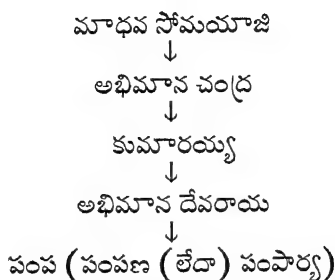 మాధవ సోమయాజి
↓
అభిమాన చంద్ర
↓
కుమారయ్య
↓
అభిమాన దేవరాయ
↓
పంప (పంపణ (లేదా) పంపార్య)